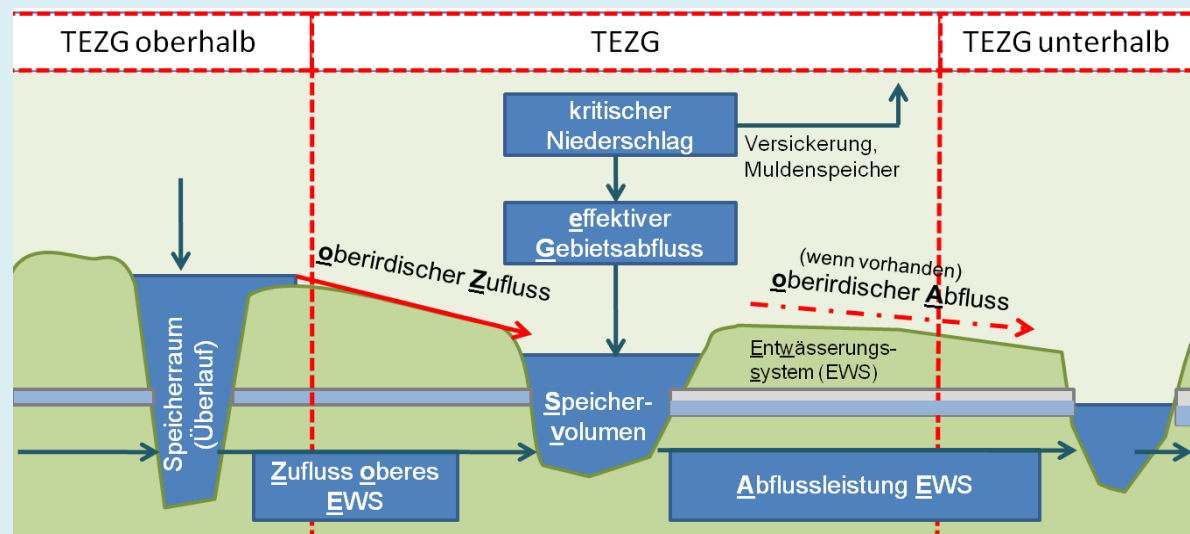 TEZG oberhalb
TEZG
TEZG unterhalb
kritischer
Niederschlag
Versickerung,
Muldenspeicher
effektiver
Gebietsabfluss
oberirdischer Zufluss
(wenn vorhanden)
oberirdischer Abfluss
Entwässerungs-
system (EWS)
Speicherraum
(Überlauf)
Speicher-
volumen
Zufluss oberes
EWS
Abflussleistung EWS